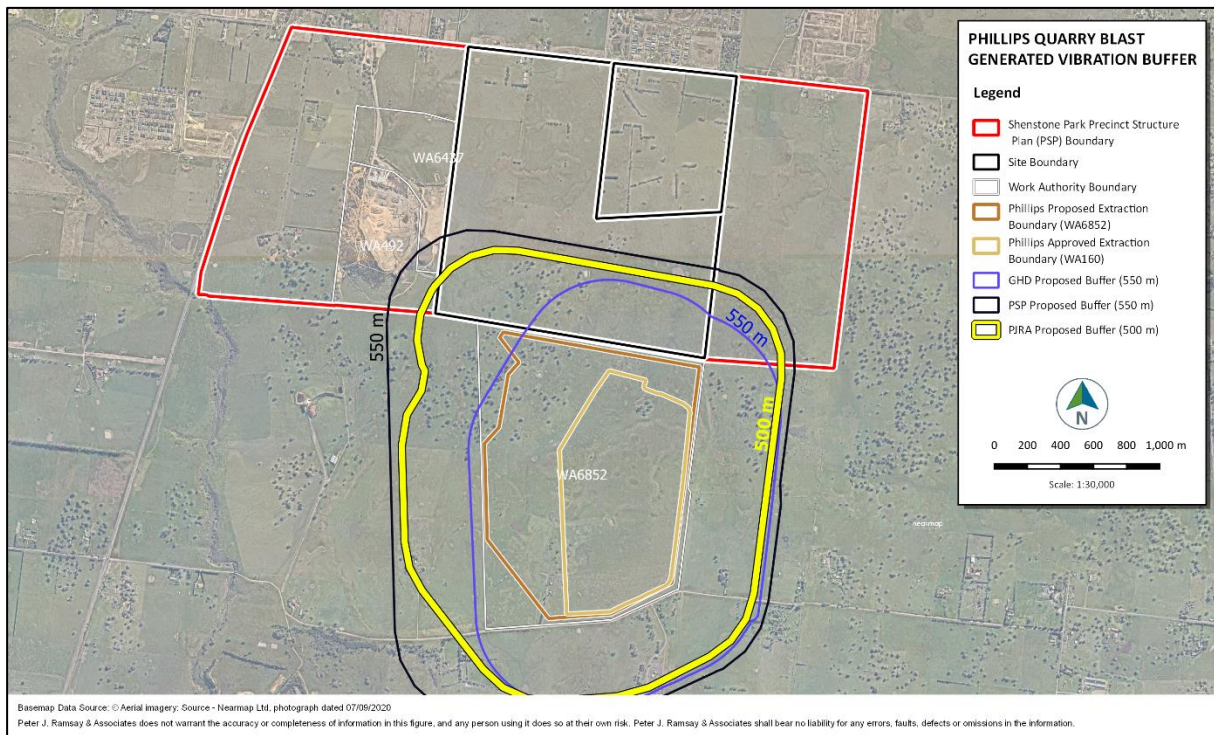 PHILLIPS QUARRY BLAST
GENERATED VIBRATION BUFFER
Legend
Shenstone Park Precinct Structure
Plan (PSP) Boundary
Site Boundary
Work Authority Boundary
Phillips Proposed Extraction
Boundary (WA6852)
Phillips Approved Extraction
Boundary (WA160)
GHD Proposed Buffer (550 m)
PSP Proposed Buffer (550 m)
PJRA Proposed Buffer (500 m)
N
0 200 400 600 800 1,000 m
Scale: 1:30,000
WA6437
WA492
550 m
550 m
500 m
WA6852
nearmap
Basemap Data Source: © Aerial imagery: Source - Nearmap Ltd, photograph dated 07/09/2020
Peter J. Ramsay & Associates does not warrant the accuracy or completeness of information in this figure, and any person using it does so at their own risk. Peter J. Ramsay & Associates shall bear no liability for any errors, faults, defects or omissions in the information.